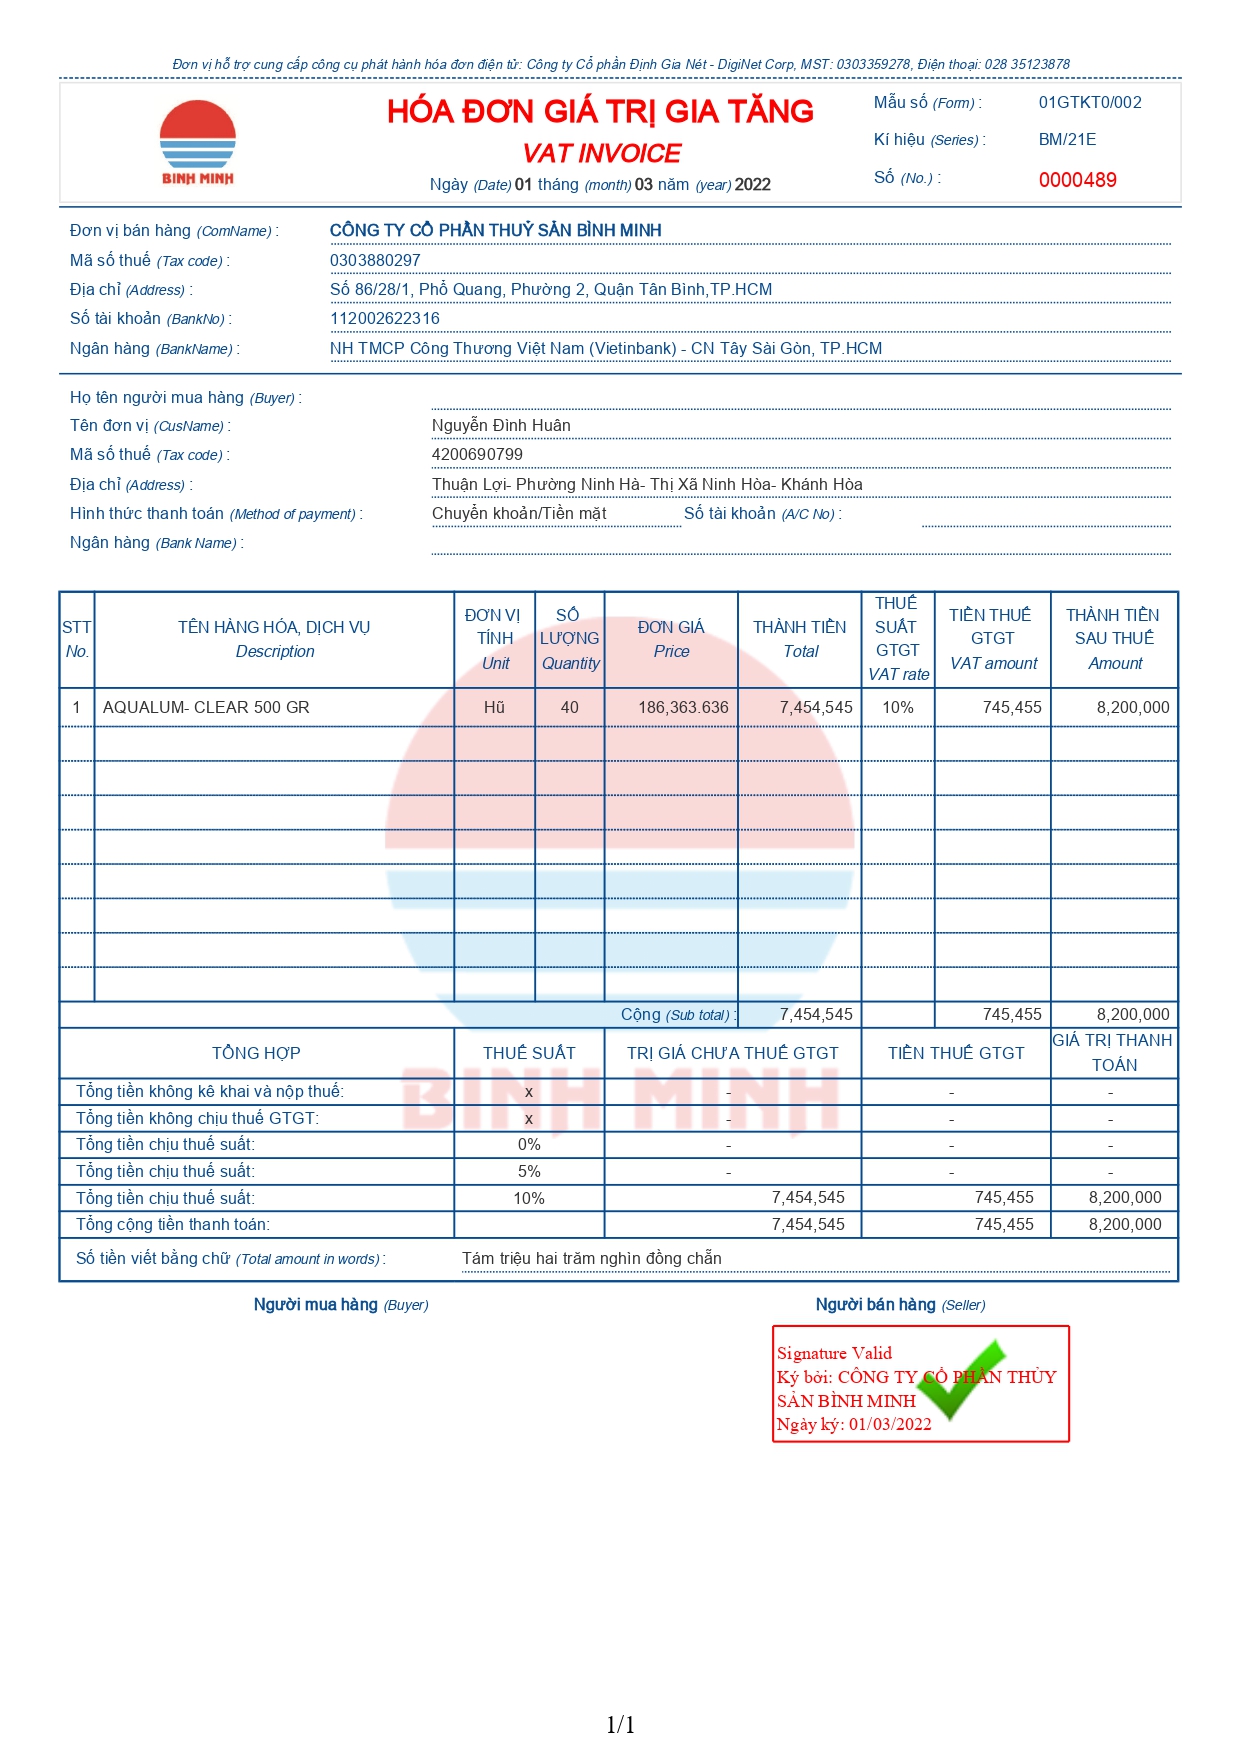 Đơn vị hỗ trợ cung cấp công cụ phát hành hóa đơn điện tử: Công ty Cổ phần Định Gia Nét - DigiNet Corp, MST: 0303359278, Điện thoại: 028 35123878
BINH MINH
HÓA ĐƠN GIÁ TRỊ GIA TĂNG
VAT INVOICE
Ngày (Date) 01 tháng (month) 03 năm (year) 2022
Mẫu số (Form) : 01GTKT0/002
Kí hiệu (Series) : BM/21E
Số (No.) : 0000489
Đơn vị bán hàng (ComName) : CÔNG TY CỔ PHẦN THUỶ SẢN BÌNH MINH
Mã số thuế (Tax code) : 0303880297
Địa chỉ (Address) : Số 86/28/1, Phổ Quang, Phường 2, Quận Tân Bình,TP.HCM
Số tài khoản (BankNo) : 112002622316
Ngân hàng (BankName) : NH TMCP Công Thương Việt Nam (Vietinbank) - CN Tây Sài Gòn, TP.HCM
Họ tên người mua hàng (Buyer) :
Tên đơn vị (CusName) : Nguyễn Đình Huân
Mã số thuế (Tax code) : 4200690799
Địa chỉ (Address) : Thuận Lợi- Phường Ninh Hà- Thị Xã Ninh Hòa- Khánh Hòa
Hình thức thanh toán (Method of payment) : Chuyển khoản/Tiền mặt Số tài khoản (A/C No) :
Ngân hàng (Bank Name) :
STT No. TÊN HÀNG HÓA, DỊCH VỤ Description ĐƠN VỊ TÍNH Unit SỐ LƯỢNG Quantity ĐƠN GIÁ Price THÀNH TIỀN Total THUẾ SUẤT GTGT VAT rate TIỀN THUẾ GTGT VAT amount THÀNH TIỀN SAU THUẾ Amount
1 AQUALUM- CLEAR 500 GR Hũ 40 186,363.636 7,454,545 10% 745,455 8,200,000
Cộng (Sub total) : 7,454,545 745,455 8,200,000
TỔNG HỢP THUẾ SUẤT TRỊ GIÁ CHƯA THUẾ GTGT TIỀN THUẾ GTGT GIÁ TRỊ THANH TOÁN
BINH MINH
Tổng tiền không kê khai và nộp thuế: x - - -
Tổng tiền không chịu thuế GTGT: x - - -
Tổng tiền chịu thuế suất: 0% - - -
Tổng tiền chịu thuế suất: 5% - - -
Tổng tiền chịu thuế suất: 10% 7,454,545 745,455 8,200,000
Tổng cộng tiền thanh toán: 7,454,545 745,455 8,200,000
Số tiền viết bằng chữ (Total amount in words) : Tám triệu hai trăm nghìn đồng chẵn
Người mua hàng (Buyer) Người bán hàng (Seller)
Signature Valid
Ký bởi: CÔNG TY CỔ PHẦN THỦY
SẢN BÌNH MINH
Ngày ký: 01/03/2022
1/1